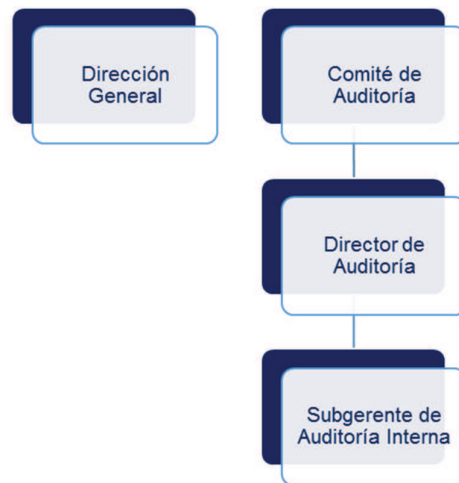 Dirección
General
Comité de
Auditoría
Director de
Auditoría
Subgerente de
Auditoría Interna